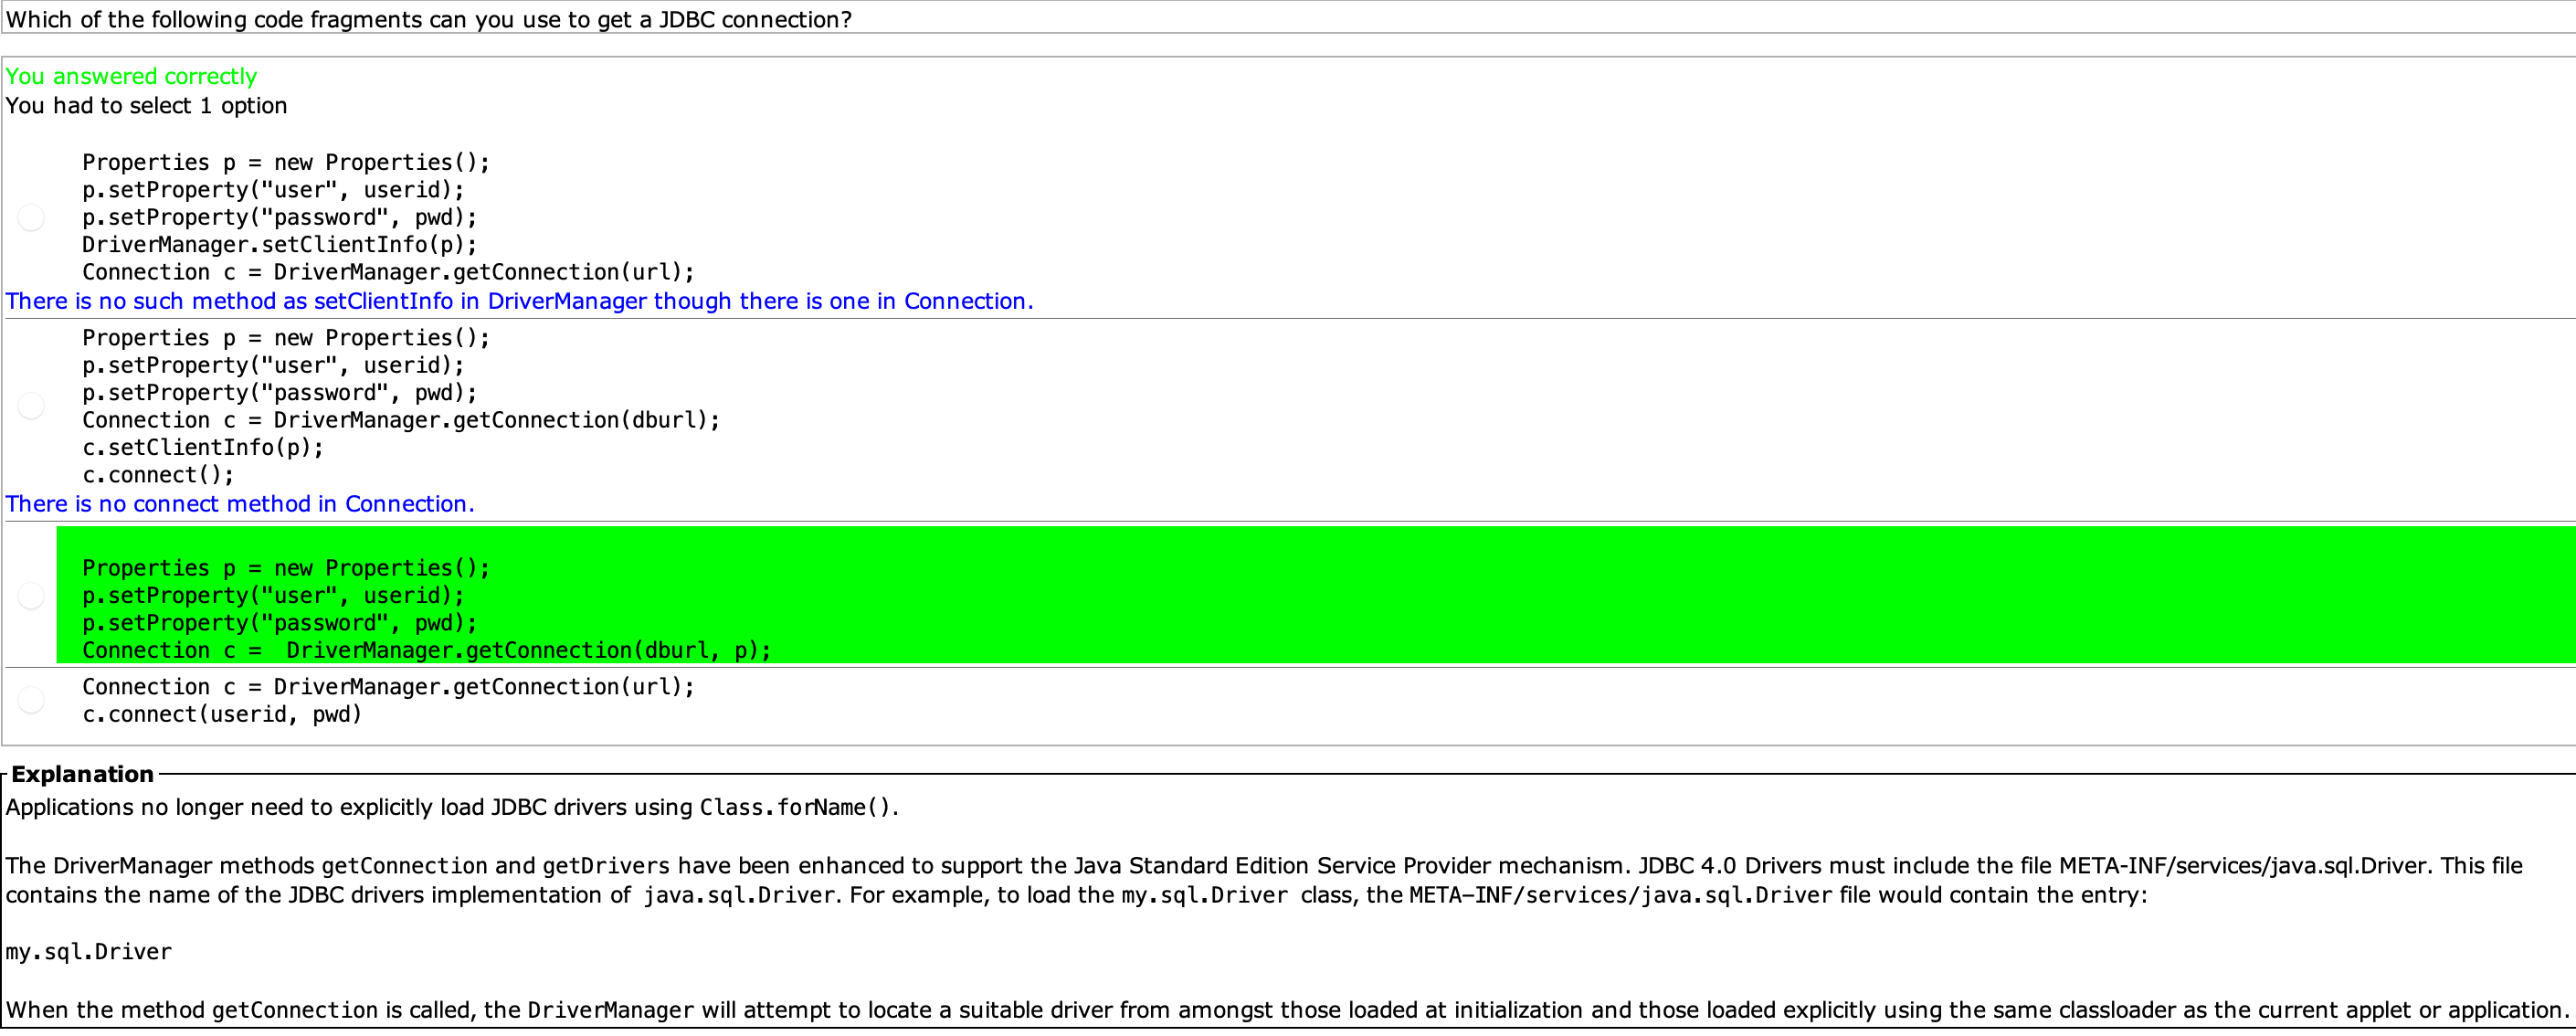 Which of the following code fragments can you use to get a JDBC connection?
You answered correctly
You had to select 1 option
Properties p = new Properties();
p.setProperty("user", userid);
p.setProperty("password", pwd);
DriverManager.setClientInfo(p);
Connection c = DriverManager.getConnection(url);
There is no such method as setClientInfo in DriverManager though there is one in Connection.
Properties p = new Properties();
p.setProperty("user", userid);
p.setProperty("password", pwd);
Connection c = DriverManager.getConnection(dburl);
c.setClientInfo(p);
c.connect();
There is no connect method in Connection.
Properties p = new Properties();
p.setProperty("user", userid);
p.setProperty("password", pwd);
Connection c =  DriverManager.getConnection(dburl, p);
Connection c = DriverManager.getConnection(url);
c.connect(userid, pwd)
Explanation
Applications no longer need to explicitly load JDBC drivers using Class.forName().
The DriverManager methods getConnection and getDrivers have been enhanced to support the Java Standard Edition Service Provider mechanism. JDBC 4.0 Drivers must include the file META-INF/services/java.sql.Driver. This file
contains the name of the JDBC drivers implementation of java.sql.Driver. For example, to load the my.sql.Driver class, the META-INF/services/java.sql.Driver file would contain the entry:
my.sql.Driver
When the method getConnection is called, the DriverManager will attempt to locate a suitable driver from amongst those loaded at initialization and those loaded explicitly using the same classloader as the current applet or application.